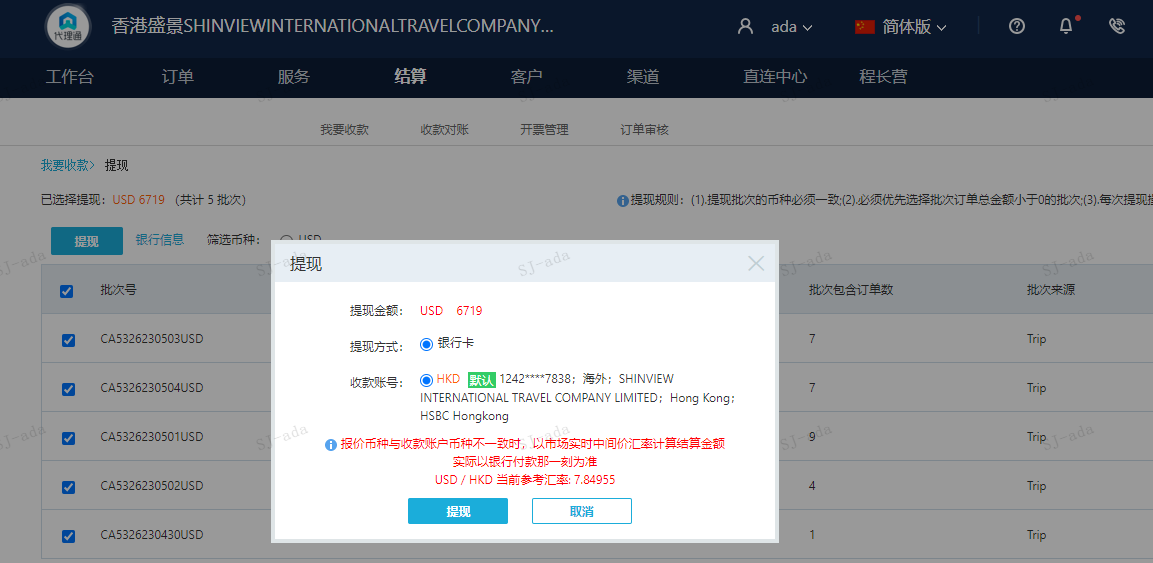 代理通
香港盛景SHINVIEWINTERNATIONALTRAVELCOMPANY...
ada
简体版
工作台 订单 服务 结算 客户 渠道 直连中心 程长营
我要收款 收款对账 开票管理 订单审核
我要收款> 提现
已选择提现： USD 6719 (共计 5 批次)
提现规则：(1).提现批次的币种必须一致;(2).必须优先选择批次订单总金额小于0的批次;(3).每次提现
提现 银行信息 筛选币种： USD
批次号 批次包含订单数 批次来源
CA5326230503USD 7 Trip
CA5326230504USD 7 Trip
CA5326230501USD 9 Trip
CA5326230502USD 4 Trip
CA5326230430USD 1 Trip
提现
提现金额： USD 6719
提现方式： 银行卡
收款账号： HKD 默认 1242****7838；海外；SHINVIEW
INTERNATIONAL TRAVEL COMPANY LIMITED；Hong Kong；
HSBC Hongkong
报价币种与收款账户币种不一致时，以市场实时中间价汇率计算结算金额
实际以银行付款那一刻为准
USD / HKD 当前参考汇率: 7.84955
提现 取消
SJ-ada